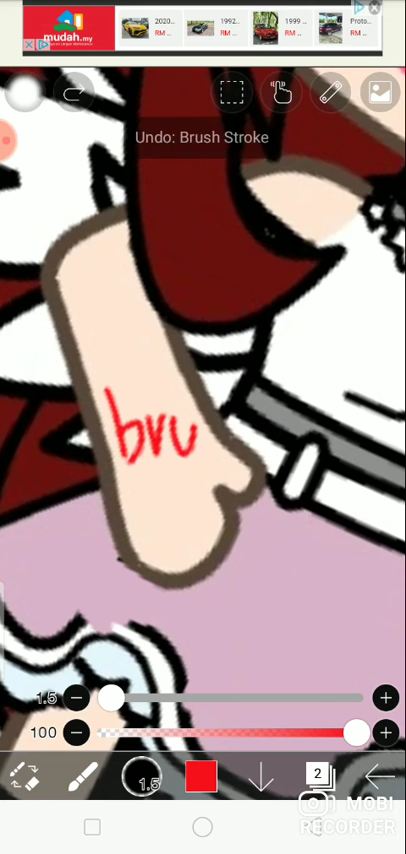 mudah.my
2020...
RM ...
1992...
RM ...
1999 ...
RM ...
Proto...
RM ...
Undo: Brush Stroke
bvu
1.5
100
1.5
2
MOBI
RECORDER